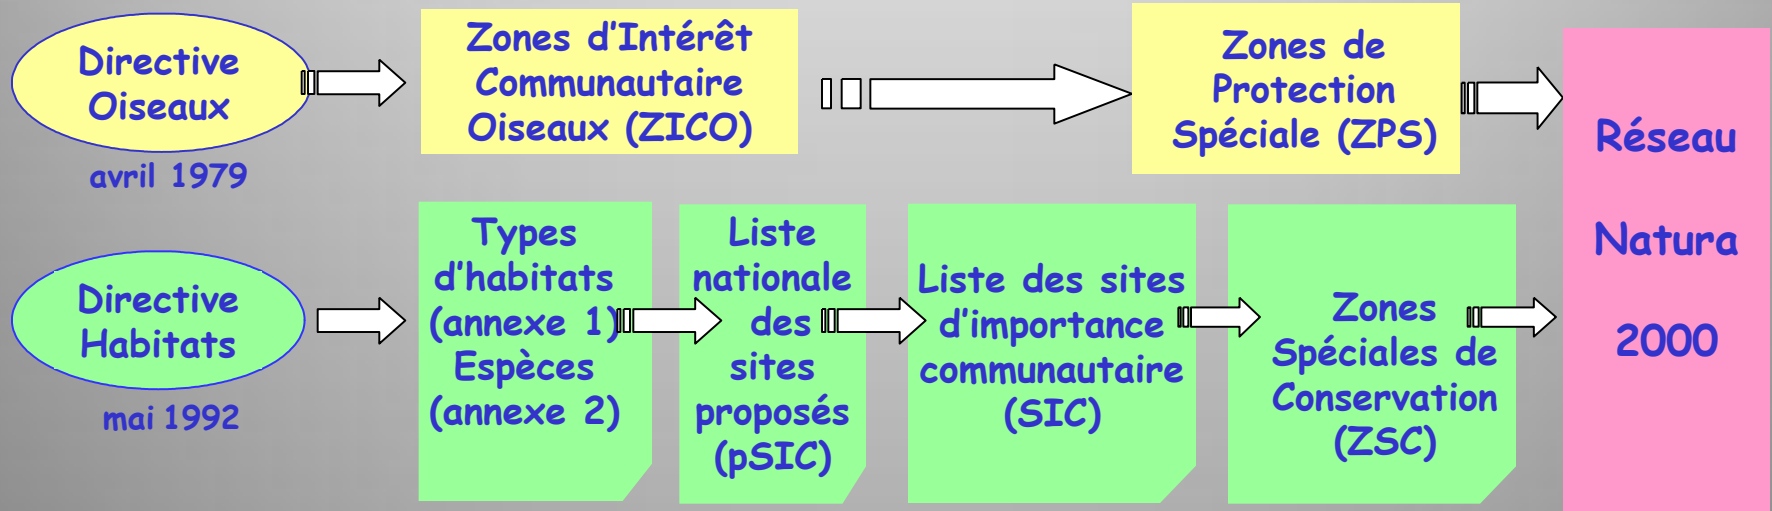 Directive
Oiseaux
avril 1979
Zones d'Intérêt
Communautaire
Oiseaux (ZICO)
Zones de
Protection
Spéciale (ZPS)
Directive
Habitats
mai 1992
Types
d'habitats
(annexe 1)
Espèces
(annexe 2)
Liste
nationale
des
sites
proposés
(pSIC)
Liste des sites
d'importance
communautaire
(SIC)
Zones
Spéciales de
Conservation
(ZSC)
Réseau
Natura
2000